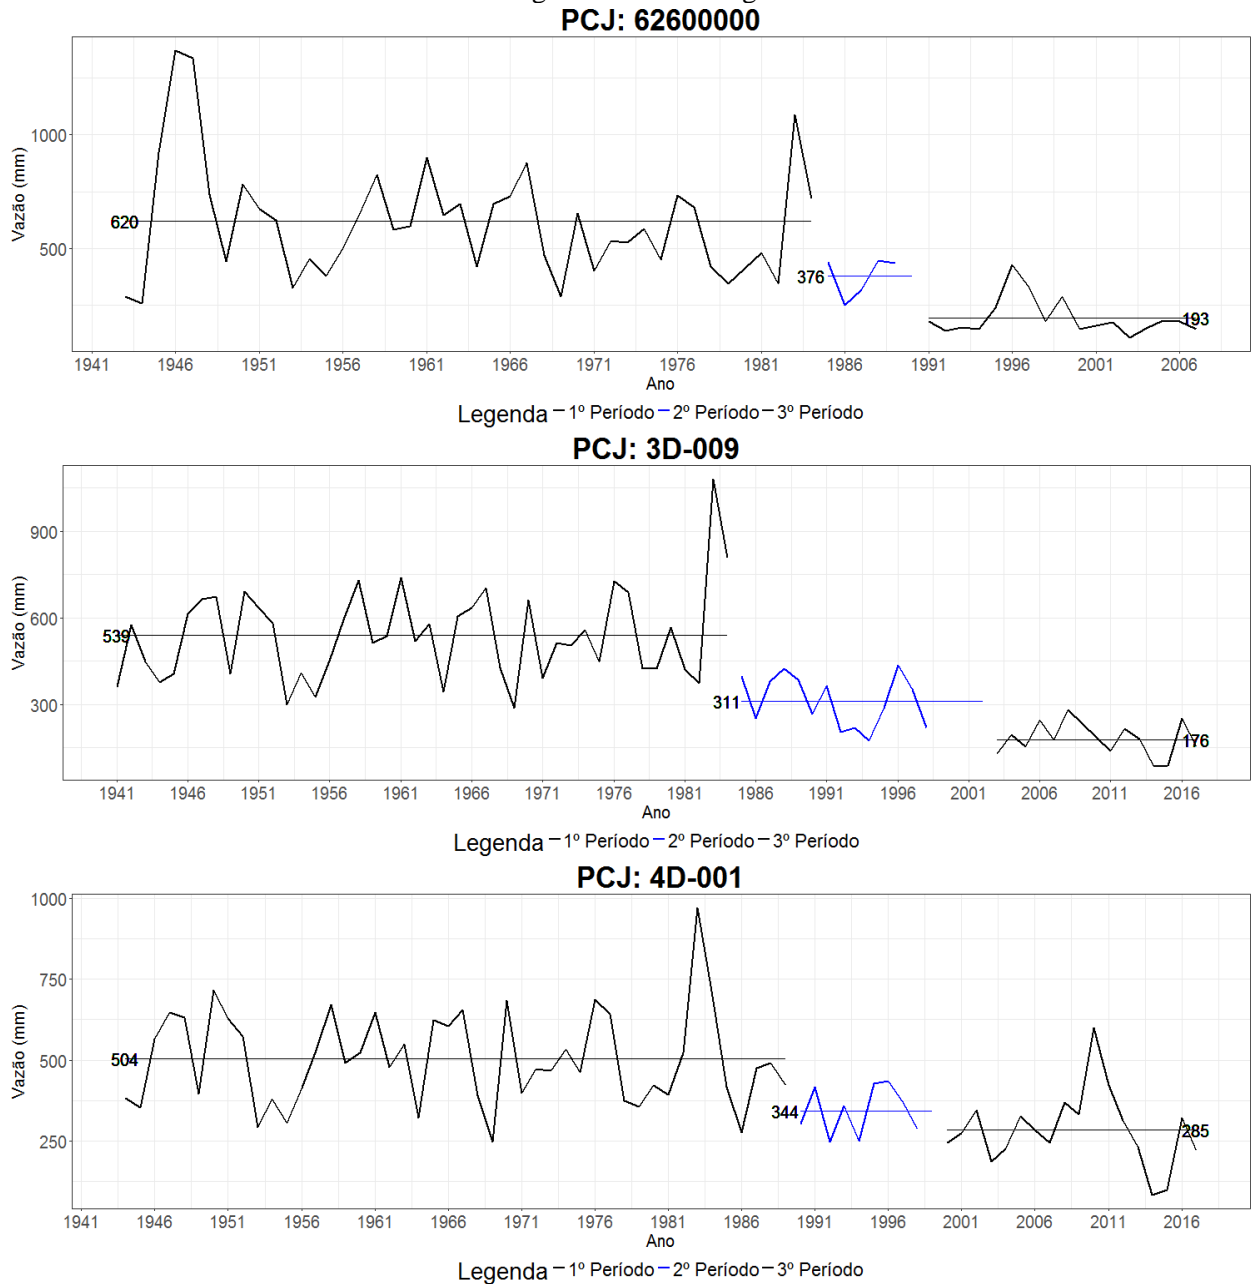 PCJ: 62600000
Vazão (mm)
1000
500
620
376
193
1941 1946 1951 1956 1961 1966 1971 1976 1981 1986 1991 1996 2001 2006
Ano
Legenda 1º Período 2º Período 3º Período
PCJ: 3D-009
Vazão (mm)
900
600
300
539
311
176
1941 1946 1951 1956 1961 1966 1971 1976 1981 1986 1991 1996 2001 2006 2011 2016
Ano
Legenda 1º Período 2º Período 3º Período
PCJ: 4D-001
Vazão (mm)
1000
750
500
250
504
344
285
1941 1946 1951 1956 1961 1966 1971 1976 1981 1986 1991 1996 2001 2006 2011 2016
Ano
Legenda 1º Período 2º Período 3º Período